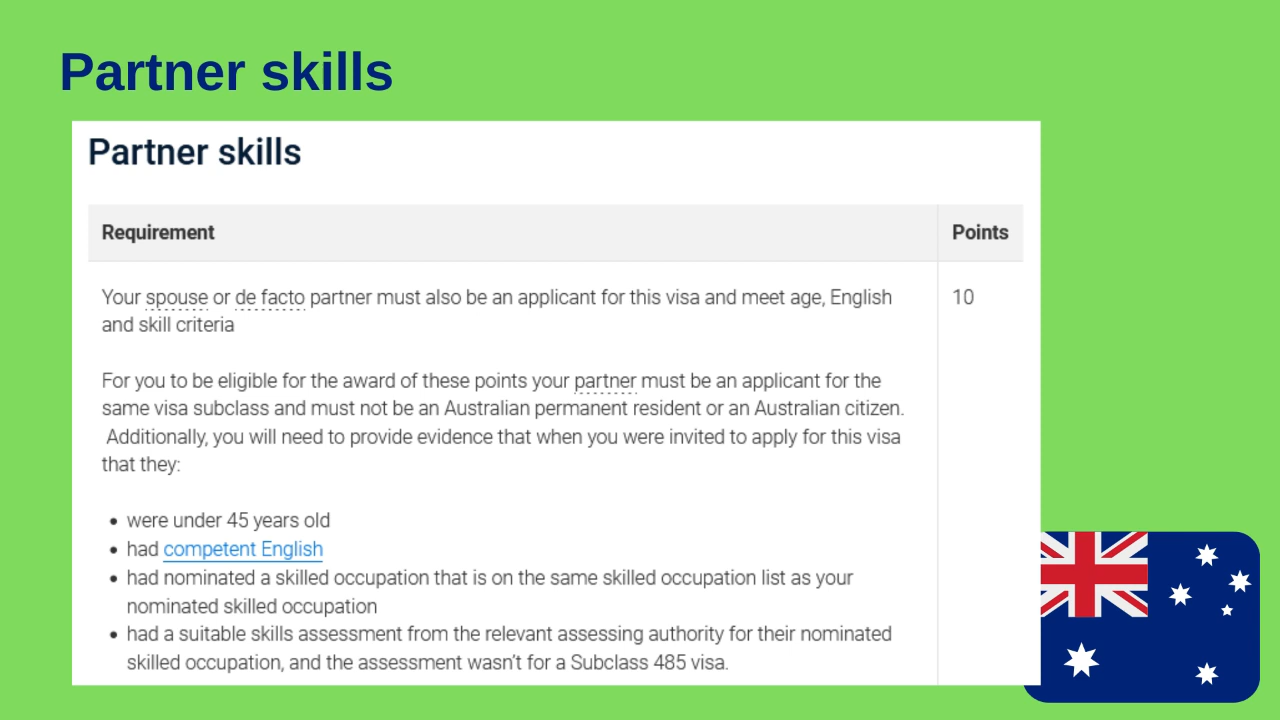 Partner skills
Partner skills
Requirement
Points
Your spouse or de facto partner must also be an applicant for this visa and meet age, English
and skill criteria
10
For you to be eligible for the award of these points your partner must be an applicant for the
same visa subclass and must not be an Australian permanent resident or an Australian citizen.
Additionally, you will need to provide evidence that when you were invited to apply for this visa
that they:
• were under 45 years old
• had competent English
• had nominated a skilled occupation that is on the same skilled occupation list as your
nominated skilled occupation
• had a suitable skills assessment from the relevant assessing authority for their nominated
skilled occupation, and the assessment wasn’t for a Subclass 485 visa.